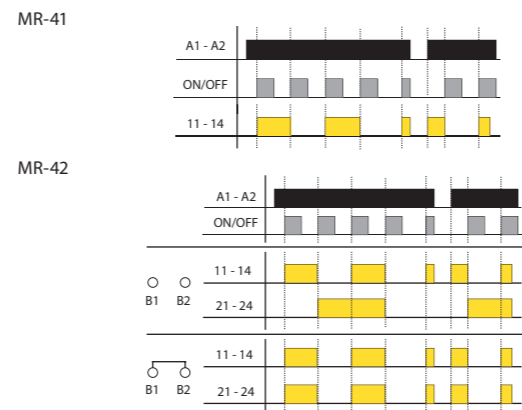 MR-41
A1 - A2
ON/OFF
11 - 14
MR-42
A1 - A2
ON/OFF
11 - 14
B1 B2
21 - 24
11 - 14
B1 B2
21 - 24